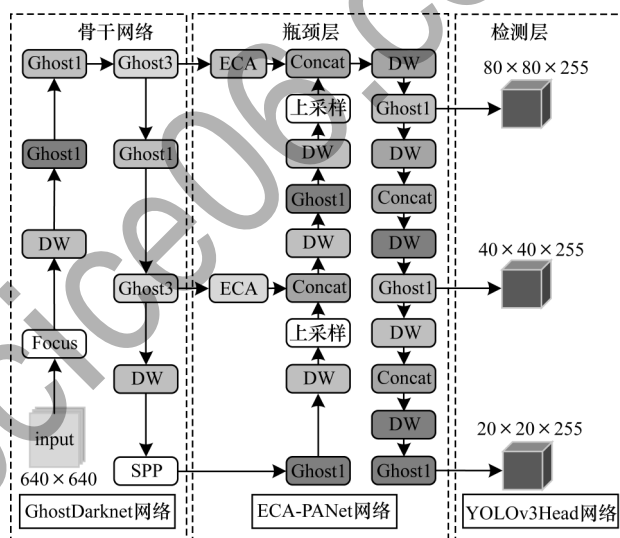 骨干网络
瓶颈层
检测层
Ghost1
Ghost3
ECA
Concat
DW
80×80×255
上采样
Ghost1
Ghost1
Ghost1
DW
DW
Ghost1
Concat
DW
DW
DW
40×40×255
Ghost3
ECA
Concat
Ghost1
Focus
上采样
DW
DW
DW
Concat
input
DW
20×20×255
SPP
Ghost1
Ghost1
640×640
GhostDarknet网络
ECA-PANet网络
YOLOv3Head网络